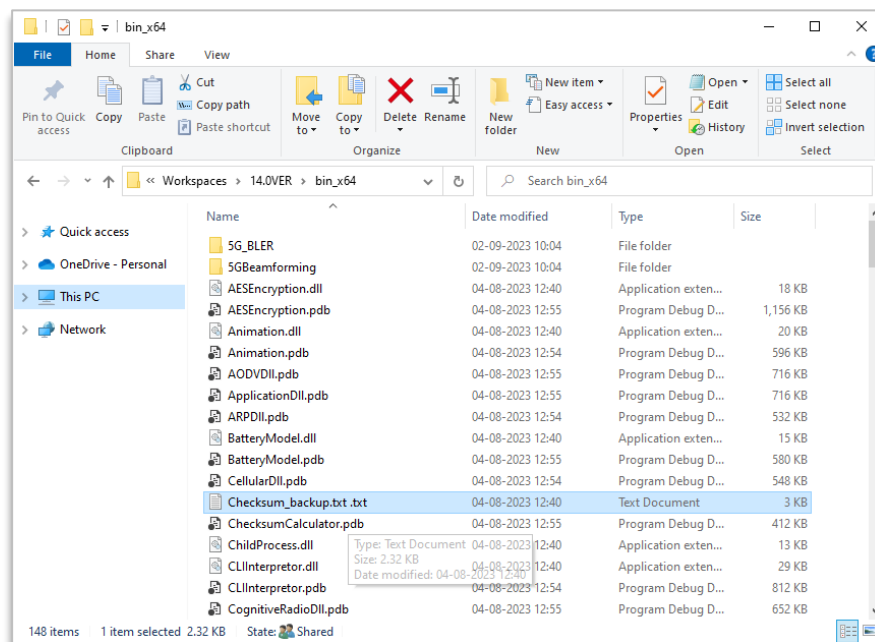 bin_x64
File Home Share View
Pin to Quick access
Copy
Paste
Cut
Copy path
Paste shortcut
Clipboard
Move to
Copy to
Delete
Rename
Organize
New folder
New item
Easy access
New
Properties
Open
Edit
History
Open
Select all
Select none
Invert selection
Select
« Workspaces › 14.0VER › bin_x64
Search bin_x64
Quick access
OneDrive - Personal
This PC
Network
Name Date modified Type Size
5G_BLER 02-09-2023 10:04 File folder
5GBeamforming 02-09-2023 10:04 File folder
AESEncryption.dll 04-08-2023 12:40 Application exten... 18 KB
AESEncryption.pdb 04-08-2023 12:55 Program Debug D... 1,156 KB
Animation.dll 04-08-2023 12:40 Application exten... 20 KB
Animation.pdb 04-08-2023 12:54 Program Debug D... 596 KB
AODVDll.pdb 04-08-2023 12:55 Program Debug D... 716 KB
ApplicationDll.pdb 04-08-2023 12:55 Program Debug D... 716 KB
ARPDll.pdb 04-08-2023 12:54 Program Debug D... 532 KB
BatteryModel.dll 04-08-2023 12:40 Application exten... 15 KB
BatteryModel.pdb 04-08-2023 12:55 Program Debug D... 580 KB
CellularDll.pdb 04-08-2023 12:54 Program Debug D... 548 KB
Checksum_backup.txt .txt 04-08-2023 12:40 Text Document 3 KB
ChecksumCalculator.pdb 04-08-2023 12:55 Program Debug D... 412 KB
ChildProcess.dll 04-08-2023 12:40 Application exten... 13 KB
CLIInterpretor.dll 04-08-2023 12:40 Application exten... 29 KB
CLIInterpretor.pdb 04-08-2023 12:54 Program Debug D... 812 KB
CognitiveRadioDll.pdb 04-08-2023 12:55 Program Debug D... 652 KB
Type: Text Document
Size: 2.32 KB
Date modified: 04-08-2023 12:40
148 items 1 item selected 2.32 KB State: Shared